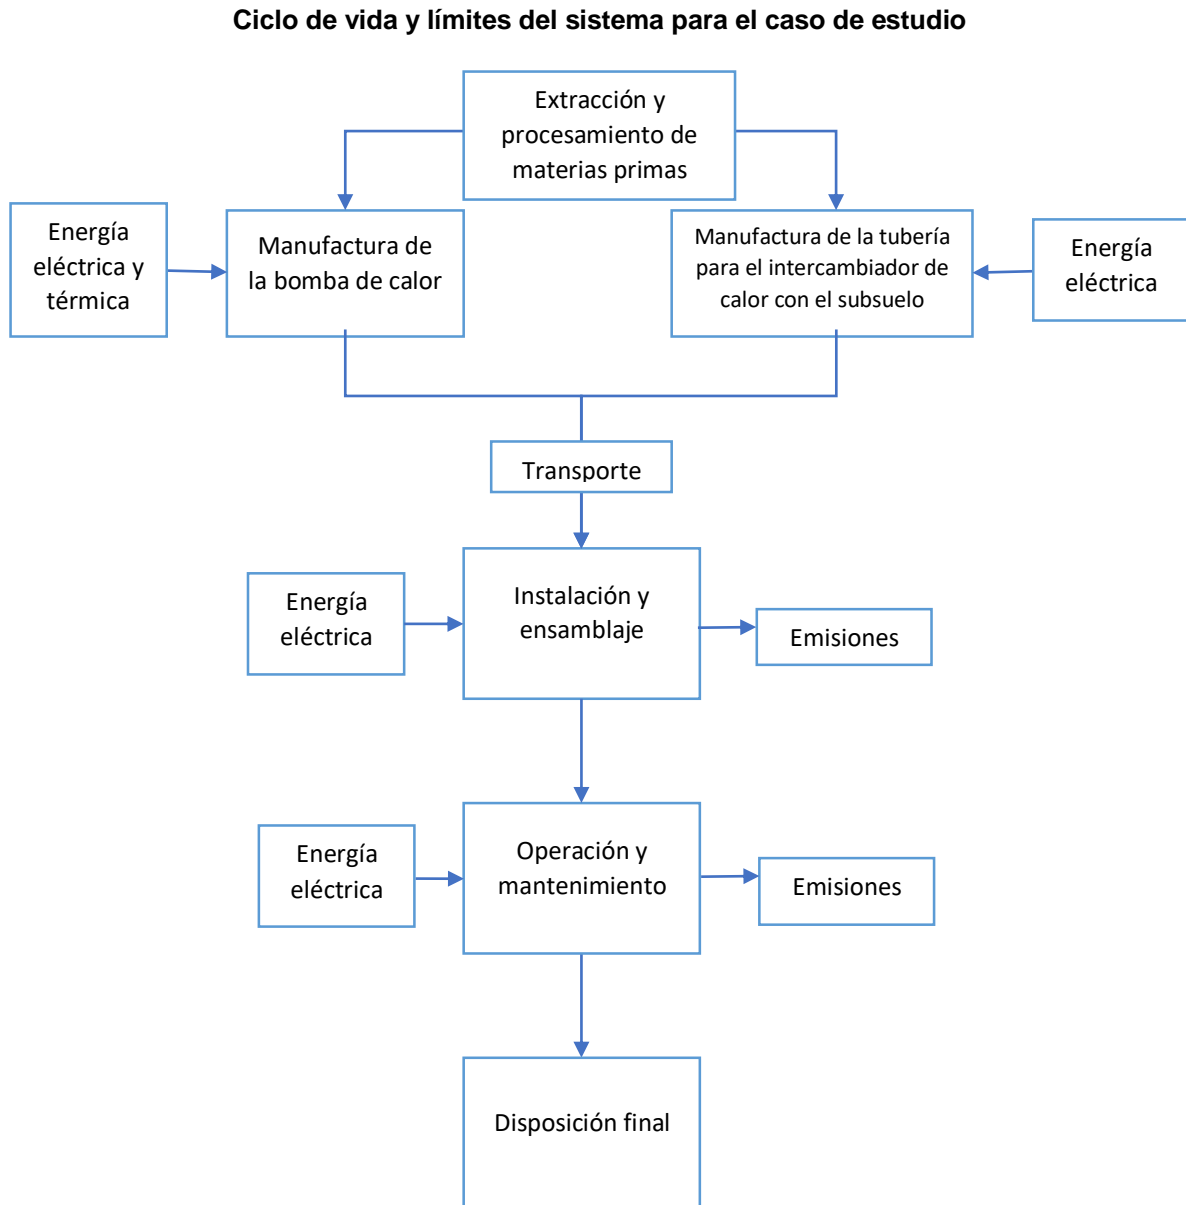 Ciclo de vida y límites del sistema para el caso de estudio
Extracción y
procesamiento de
materias primas
Energía
eléctrica y
térmica
Manufactura de
la bomba de calor
Manufactura de la tubería
para el intercambiador de
calor con el subsuelo
Energía
eléctrica
Transporte
Energía
eléctrica
Instalación y
ensamblaje
Emisiones
Energía
eléctrica
Operación y
mantenimiento
Emisiones
Disposición final